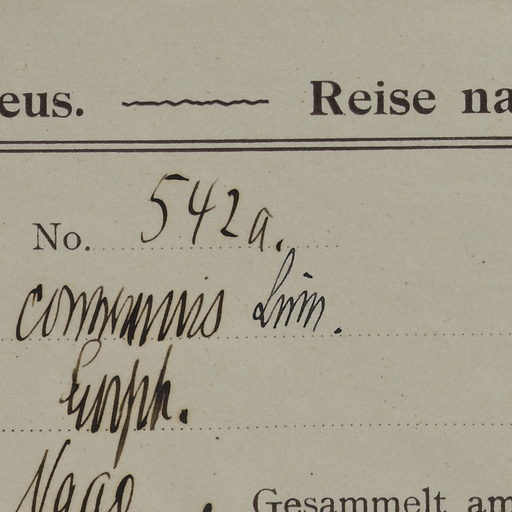 eus. Reise na
No. 542a.
communis Linn.
Euph.
Gesammelt am